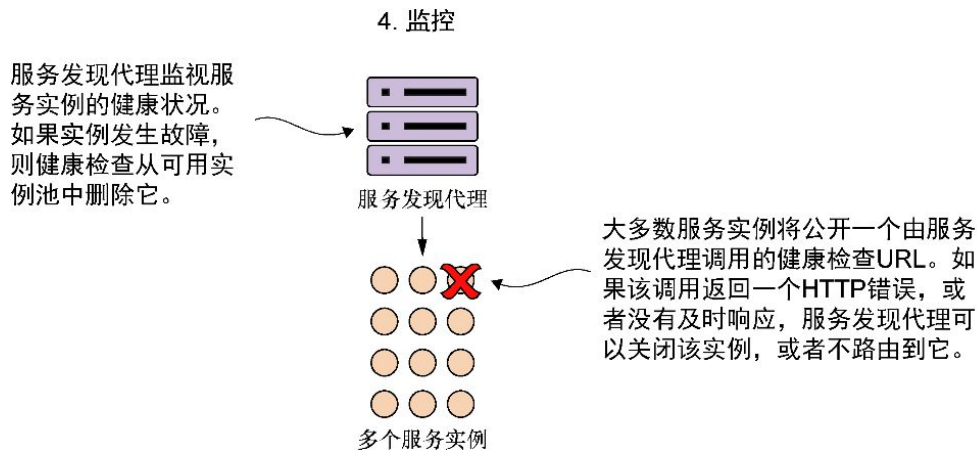 4. 监控
服务发现代理监视服
务实例的健康状况。
如果实例发生故障，
则健康检查从可用实
例池中删除它。
服务发现代理
大多数服务实例将公开一个由服务
发现代理调用的健康检查URL。如
果该调用返回一个HTTP错误，或
者没有及时响应，服务发现代理可
以关闭该实例，或者不路由到它。
多个服务实例